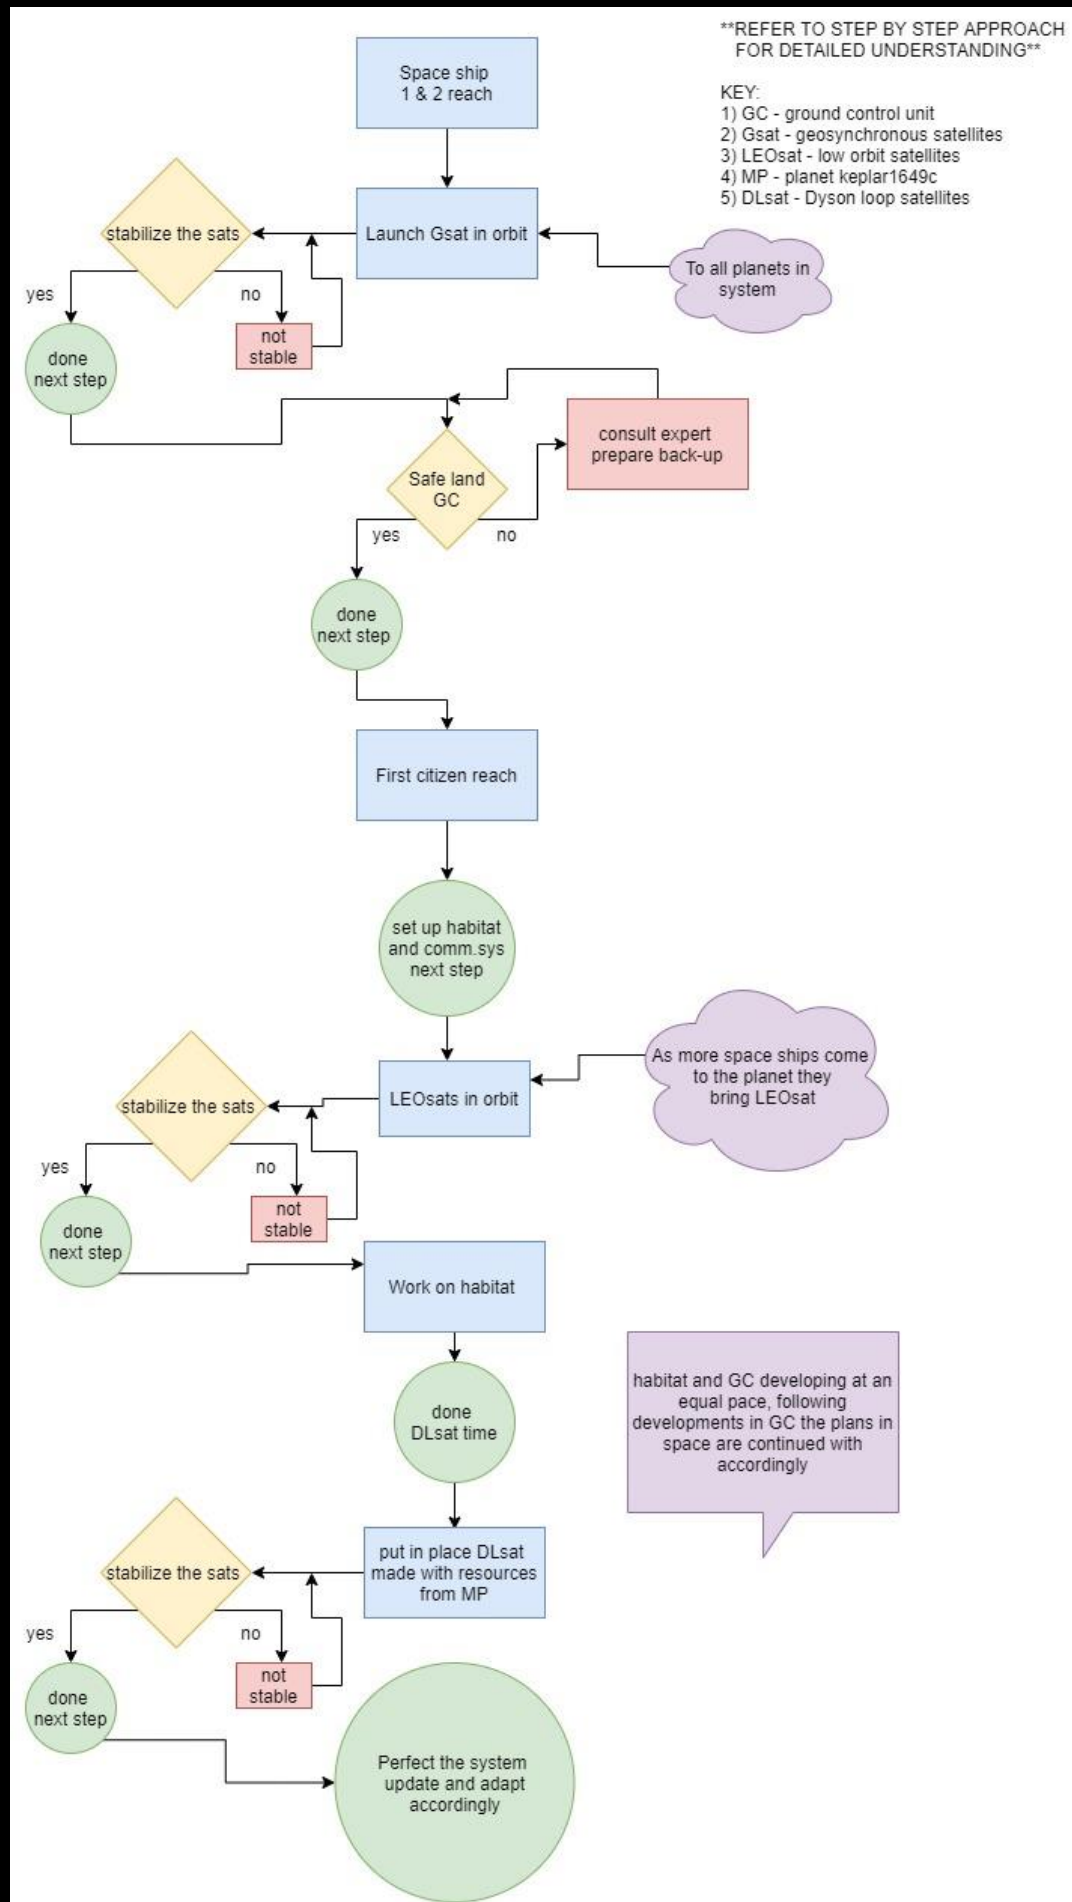 **REFER TO STEP BY STEP APPROACH
FOR DETAILED UNDERSTANDING**
KEY:
1) GC - ground control unit
2) Gsat - geosynchronous satellites
3) LEOsat - low orbit satellites
4) MP - planet keplar1649c
5) DLsat - Dyson loop satellites
Space ship
1 & 2 reach
Launch Gsat in orbit
To all planets in
system
stabilize the sats
yes
no
not
stable
done
next step
consult expert
prepare back-up
Safe land
GC
yes
no
done
next step
First citizen reach
set up habitat
and comm.sys
next step
As more space ships come
to the planet they
bring LEOsat
LEOsats in orbit
stabilize the sats
yes
no
not
stable
done
next step
Work on habitat
habitat and GC developing at an
equal pace, following
developments in GC the plans in
space are continued with
accordingly
done
DLsat time
put in place DLsat
made with resources
from MP
stabilize the sats
yes
no
not
stable
done
next step
Perfect the system
update and adapt
accordingly